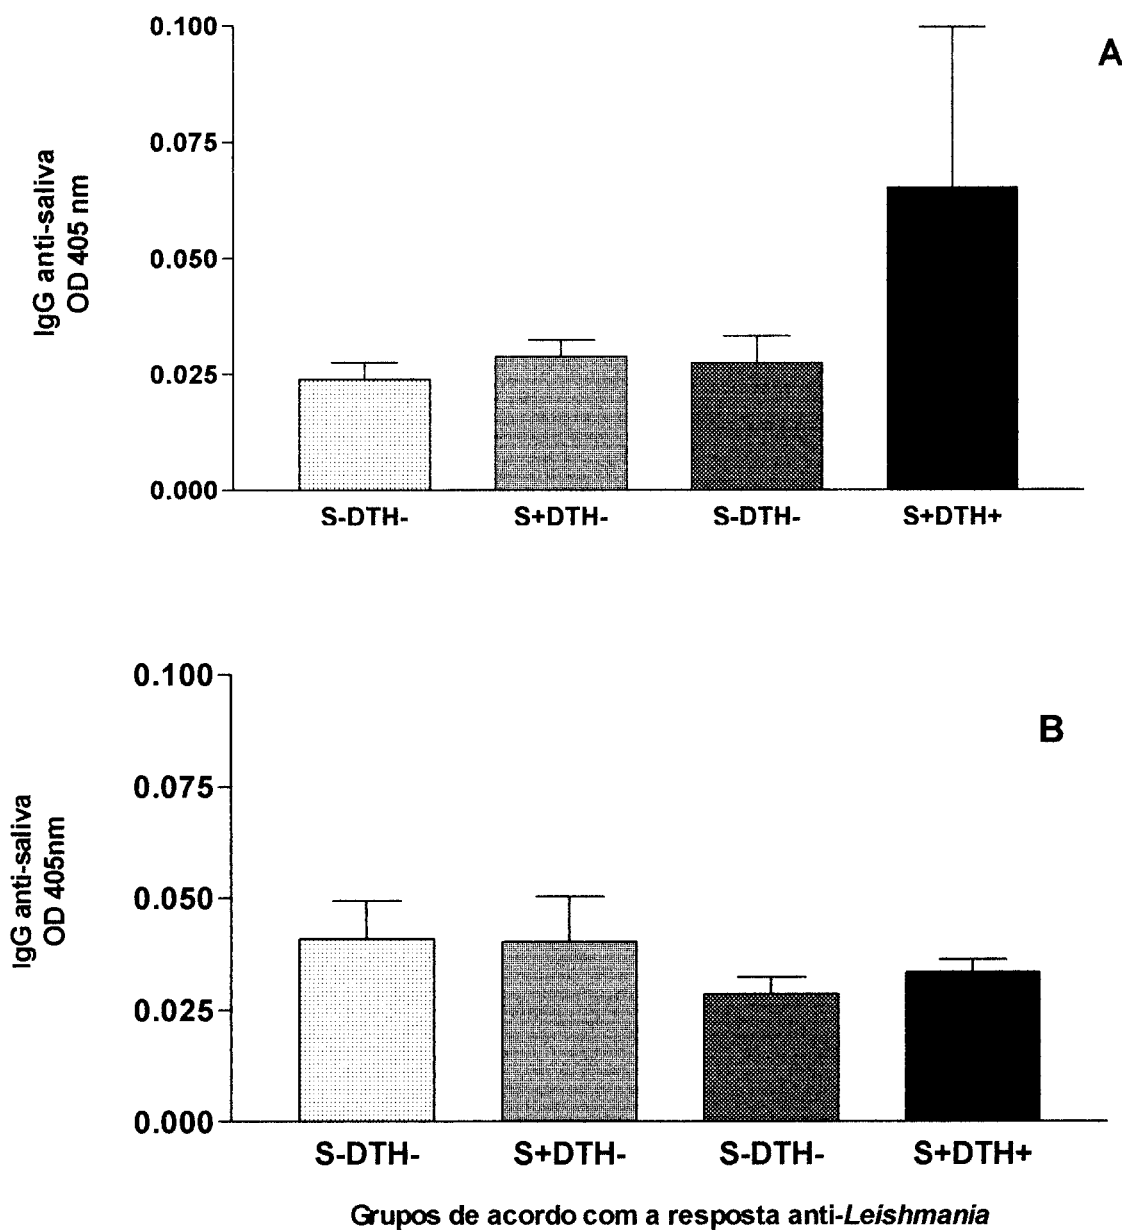 A
IgG anti-saliva
OD 405 nm
0.100
0.075
0.050
0.025
0.000
S-DTH- S+DTH- S-DTH- S+DTH+
B
IgG anti-saliva
OD 405nm
0.100
0.075
0.050
0.025
0.000
S-DTH- S+DTH- S-DTH- S+DTH+
Grupos de acordo com a resposta anti-Leishmania